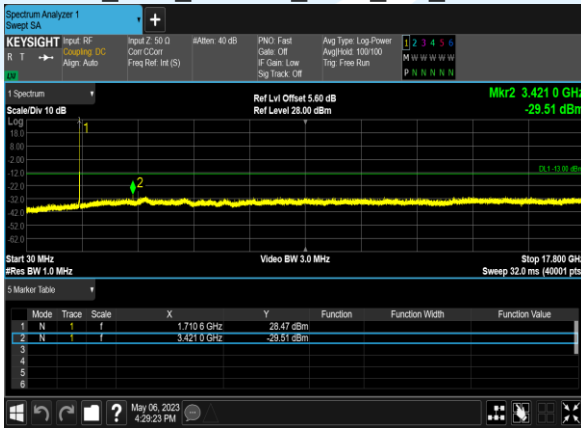 Spectrum Analyzer 1
Swept SA
+
KEYSIGHT Input: RF Input Z: 50 Ω #Atten: 40 dB PNO: Fast Avg Type: Log-Power 1 2 3 4 5 6
R T Coupling: DC Corr CCorr Gate: Off Avg|Hold: 100/100 M W W W W W
Align: Auto Freq Ref: Int (S) IF Gain: Low Trig: Free Run
Sig Track: Off P N N N N N
1 Spectrum Ref Lvl Offset 5.60 dB Mkr2 3.421 0 GHz
Scale/Div 10 dB Ref Level 28.00 dBm -29.51 dBm
Log
18.0
8.00
-2.00
-12.0
-22.0
-32.0
-42.0
-52.0
-62.0
1
2
DL1 -13.00 dBm
Start 30 MHz Video BW 3.0 MHz Stop 17.800 GHz
#Res BW 1.0 MHz Sweep 32.0 ms (40001 pts)
5 Marker Table
Mode Trace Scale X Y Function Function Width Function Value
1 N 1 f 1.710 6 GHz 28.47 dBm
2 N 1 f 3.421 0 GHz -29.51 dBm
3
4
5
6
? May 06, 2023
4:29:23 PM